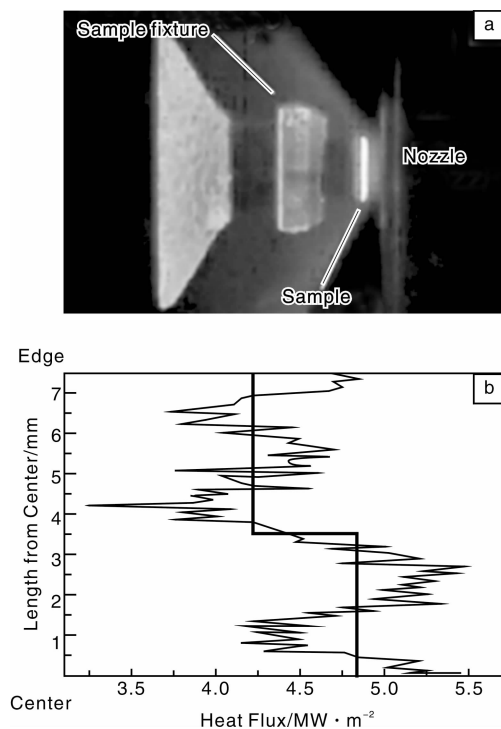 a
Sample fixture
Nozzle
Sample
Edge
b
7
6
5
4
3
2
1
Length from Center/mm
Center
3.5 4.0 4.5 5.0 5.5
Heat Flux/MW · m⁻²